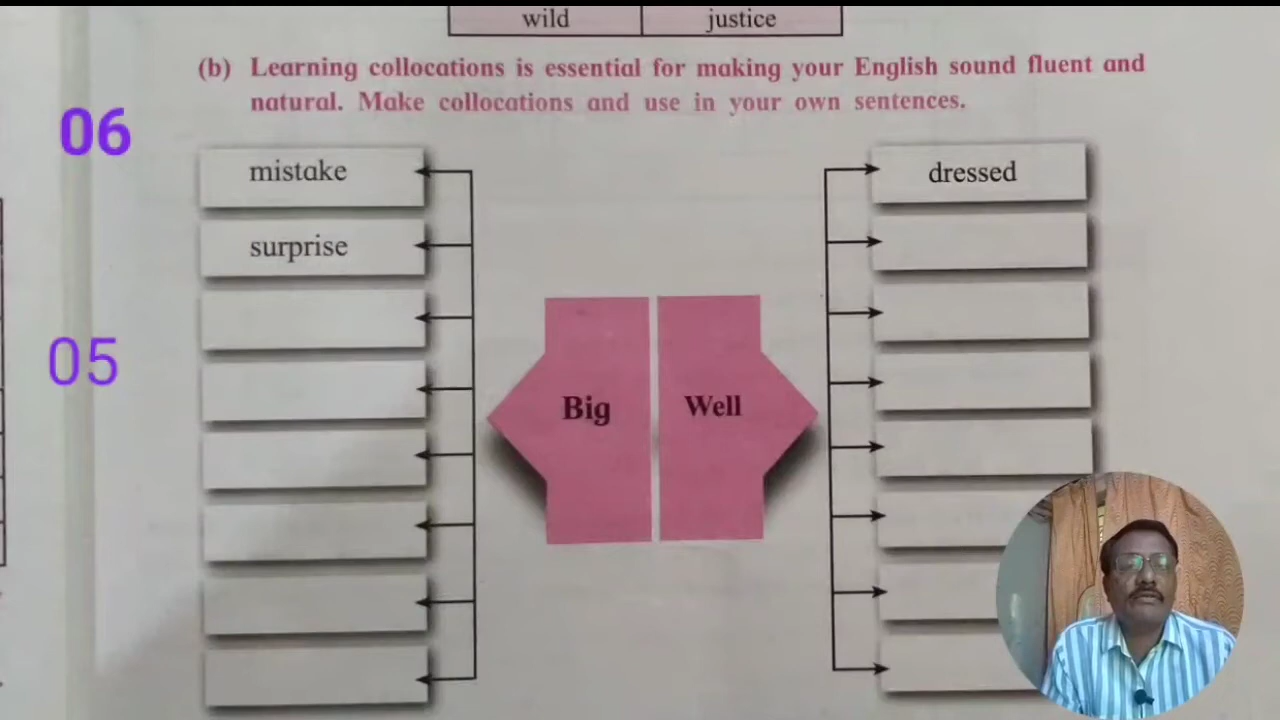 wild justice
(b) Learning collocations is essential for making your English sound fluent and
natural. Make collocations and use in your own sentences.
06
mistake
dressed
surprise
05
Big
Well